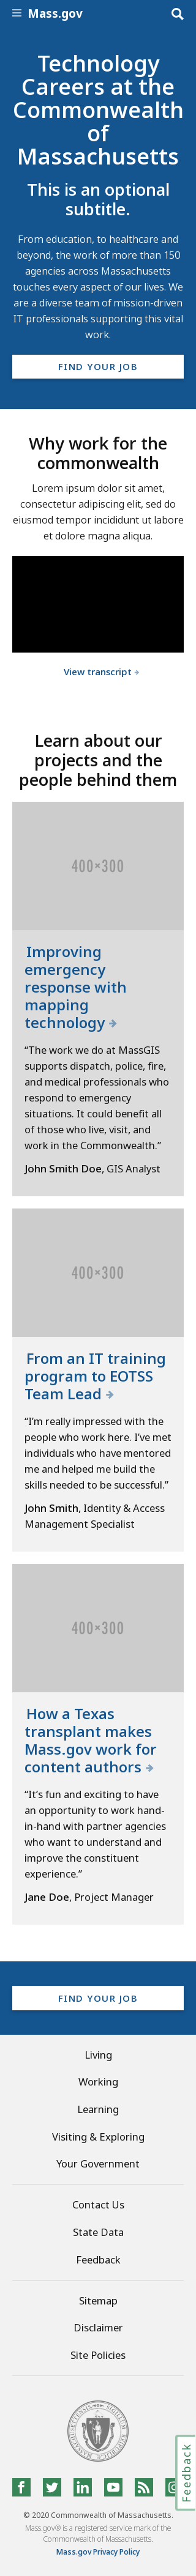 Mass.gov
Technology
Careers at the
Commonwealth
of
Massachusetts
This is an optional
subtitle.
From education, to healthcare and
beyond, the work of more than 150
agencies across Massachusetts
touches every aspect of our lives. We
are a diverse team of mission-driven
IT professionals supporting this vital
work.
FIND YOUR JOB
Why work for the
commonwealth
Lorem ipsum dolor sit amet,
consectetur adipiscing elit, sed do
eiusmod tempor incididunt ut labore
et dolore magna aliqua.
View transcript
Learn about our
projects and the
people behind them
400×300
Improving
emergency
response with
mapping
technology
“The work we do at MassGIS
supports dispatch, police, fire,
and medical professionals who
respond to emergency
situations. It could benefit all
of those who live, visit, and
work in the Commonwealth.”
John Smith Doe, GIS Analyst
400×300
From an IT training
program to EOTSS
Team Lead
“I’m really impressed with the
people who work here. I’ve met
individuals who have mentored
me and helped me build the
skills needed to be successful.”
John Smith, Identity & Access
Management Specialist
400×300
How a Texas
transplant makes
Mass.gov work for
content authors
“It’s fun and exciting to have
an opportunity to work hand-
in-hand with partner agencies
who want to understand and
improve the constituent
experience.”
Jane Doe, Project Manager
FIND YOUR JOB
Living
Working
Learning
Visiting & Exploring
Your Government
Contact Us
State Data
Feedback
Sitemap
Disclaimer
Site Policies
Feedback
© 2020 Commonwealth of Massachusetts.
Mass.gov® is a registered service mark of the
Commonwealth of Massachusetts.
Mass.gov Privacy Policy